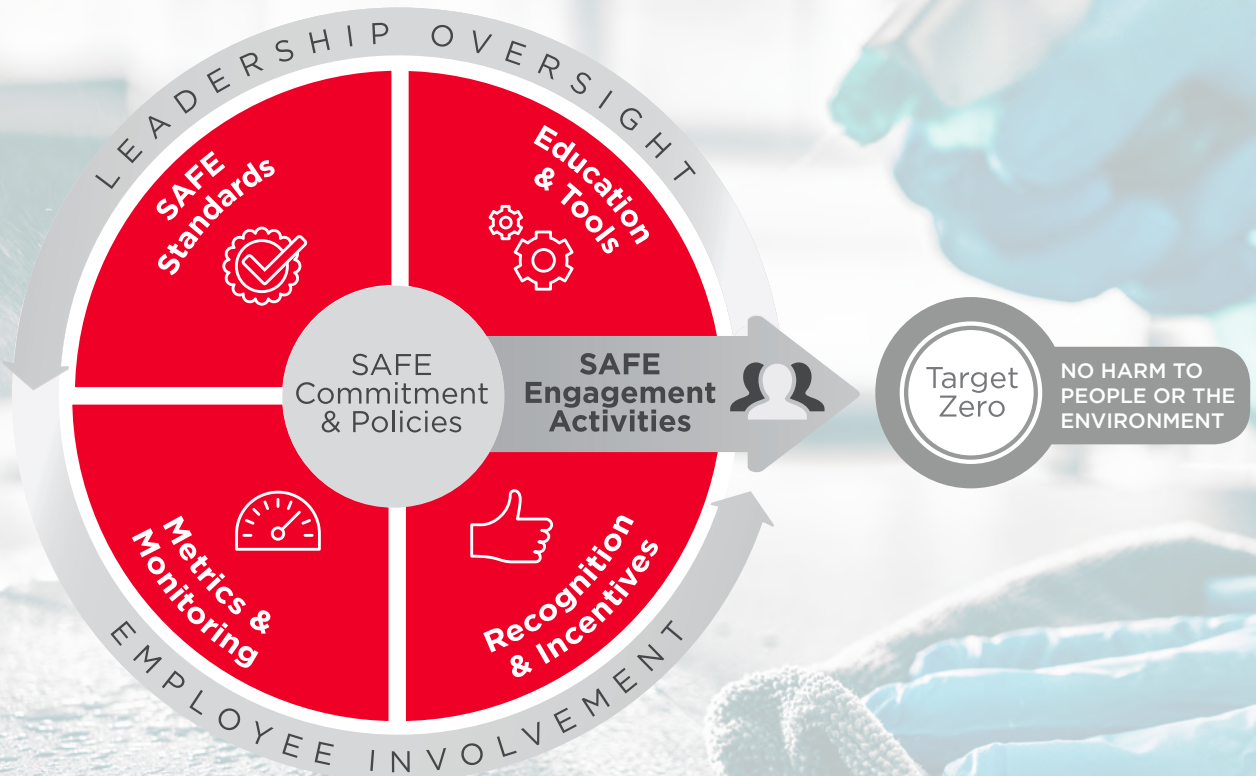 LEADERSHIP OVERSIGHT
SAFE
Standards
Education
& Tools
SAFE
Commitment
& Policies
SAFE
Engagement
Activities
Target
Zero
NO HARM TO
PEOPLE OR THE
ENVIRONMENT
Metrics &
Monitoring
Recognition
& Incentives
EMPLOYEE INVOLVEMENT